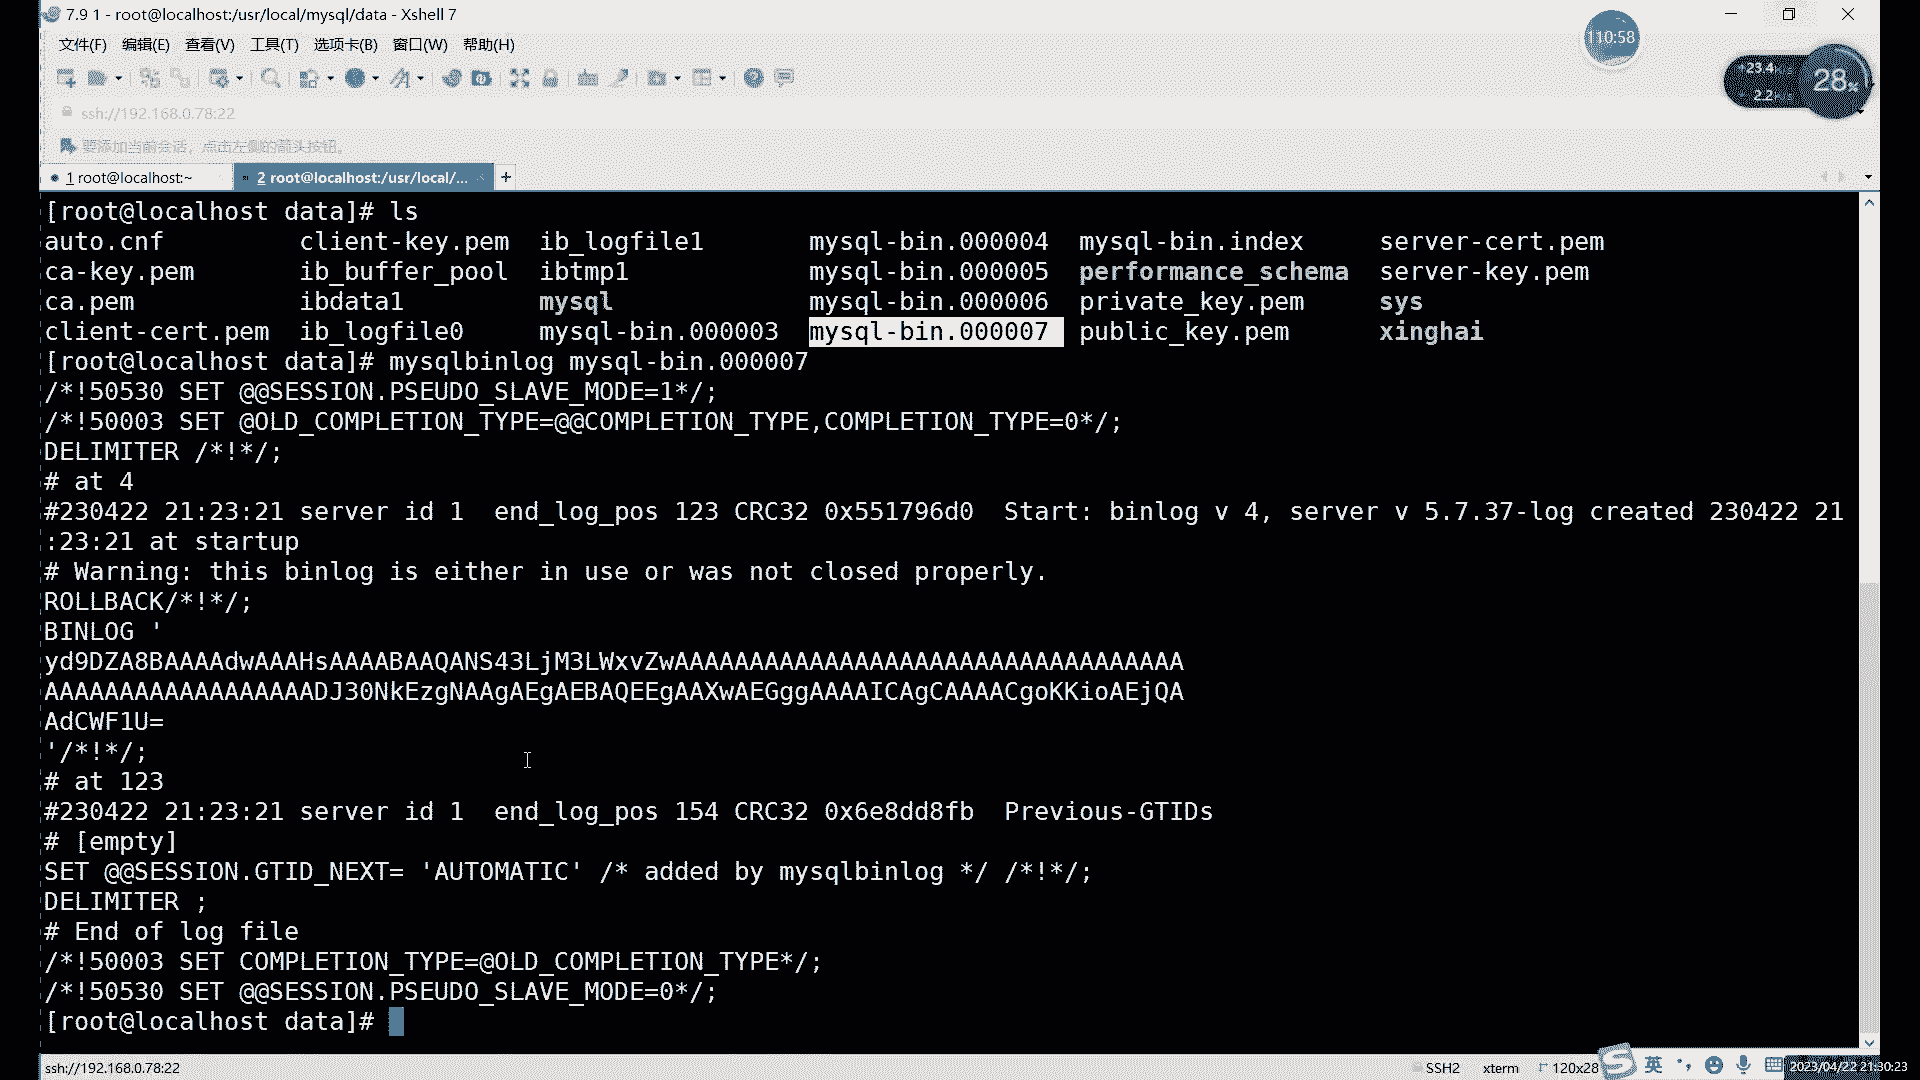 7.9 1 - root@localhost:/usr/local/mysql/data - Xshell 7
110:58
文件(F) 编辑(E) 查看(V) 工具(T) 选项卡(B) 窗口(W) 帮助(H)
+23.4
2.2
28%
ssh://192.168.0.78:22
要添加当前会话，点击左侧的箭头按钮。
1 root@localhost:~
2 root@localhost:/usr/local/...
+
[root@localhost data]# ls
auto.cnf client-key.pem ib_logfile1 mysql-bin.000004 mysql-bin.index server-cert.pem
ca-key.pem ib_buffer_pool ibtmp1 mysql-bin.000005 performance_schema server-key.pem
ca.pem ibdata1 mysql mysql-bin.000006 private_key.pem sys
client-cert.pem ib_logfile0 mysql-bin.000003 mysql-bin.000007 public_key.pem xinghai
[root@localhost data]# mysqlbinlog mysql-bin.000007
/*!50530 SET @@SESSION.PSEUDO_SLAVE_MODE=1*/;
/*!50003 SET @OLD_COMPLETION_TYPE=@@COMPLETION_TYPE,COMPLETION_TYPE=0*/;
DELIMITER /*!*/;
# at 4
#230422 21:23:21 server id 1  end_log_pos 123 CRC32 0x551796d0  Start: binlog v 4, server v 5.7.37-log created 230422 21
:23:21 at startup
# Warning: this binlog is either in use or was not closed properly.
ROLLBACK/*!*/;
BINLOG '
yd9DZA8BAAAAdwAAAHsAAAABAAQANS43LjM3LWxvZwAAAAAAAAAAAAAAAAAAAAAAAAAAAAAAAAAA
AAAAAAAAAAAAAAAAAADJ30NkEzgNAAgAEgAEBAQEEgAAXwAEGggAAAAICAgCAAAACgoKKioAEjQA
AdCWF1U=
'/*!*/;
# at 123
#230422 21:23:21 server id 1  end_log_pos 154 CRC32 0x6e8dd8fb  Previous-GTIDs
# [empty]
SET @@SESSION.GTID_NEXT= 'AUTOMATIC' /* added by mysqlbinlog */ /*!*/;
DELIMITER ;
# End of log file
/*!50003 SET COMPLETION_TYPE=@OLD_COMPLETION_TYPE*/;
/*!50530 SET @@SESSION.PSEUDO_SLAVE_MODE=0*/;
[root@localhost data]#
ssh://192.168.0.78:22
SSH2 xterm 120x28
英
2023/04/22 21:30:23